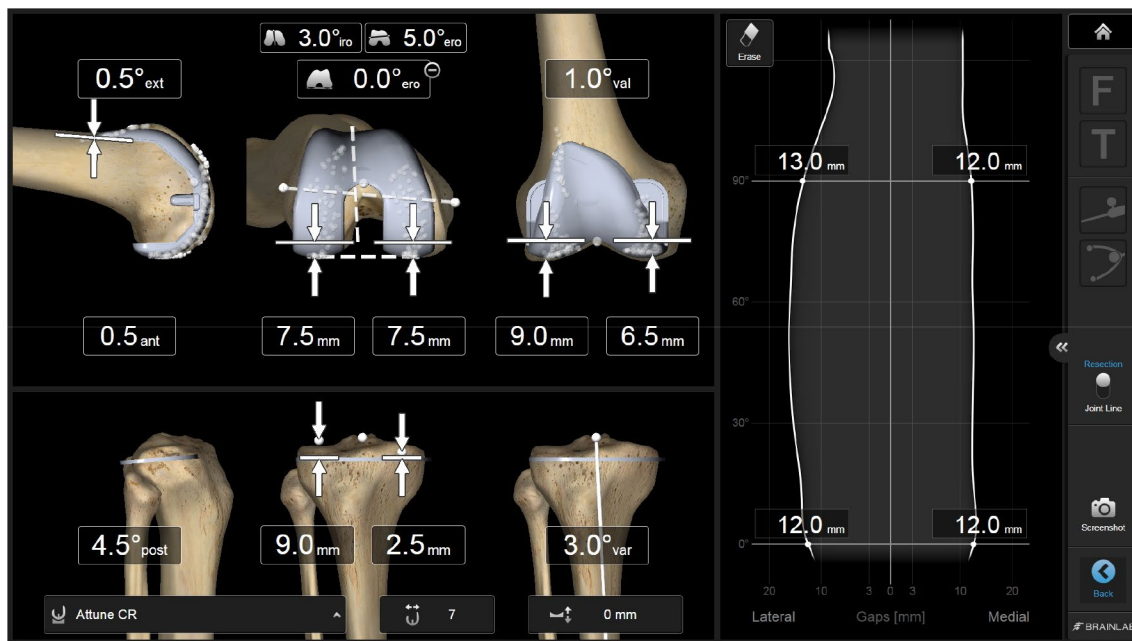 3.0°iro
5.0°ero
0.5°ext
0.0°ero
1.0°val
0.5 ant
7.5 mm
7.5 mm
9.0 mm
6.5 mm
4.5°post
9.0 mm
2.5 mm
3.0°var
Attune CR
7
0 mm
Erase
13.0 mm
12.0 mm
90°
60°
30°
12.0 mm
12.0 mm
0°
20 10 3 0 3 10 20
Lateral Gaps [mm] Medial
F
T
Resection
Joint Line
Screenshot
Back
BRAINLAB